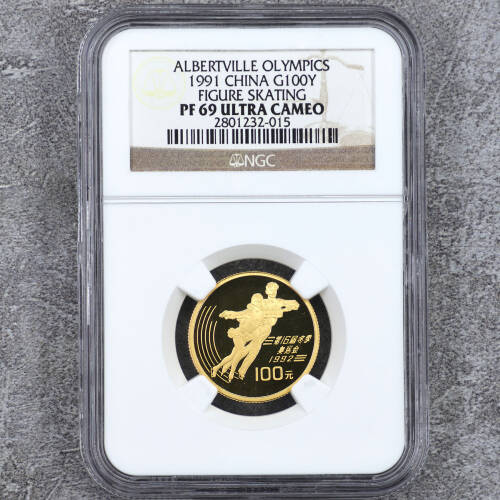 ALBERTVILLE OLYMPICS
1991 CHINA G100Y
FIGURE SKATING
PF 69 ULTRA CAMEO
2801232-015
NGC
第16届冬季
奥运会
1992
100元